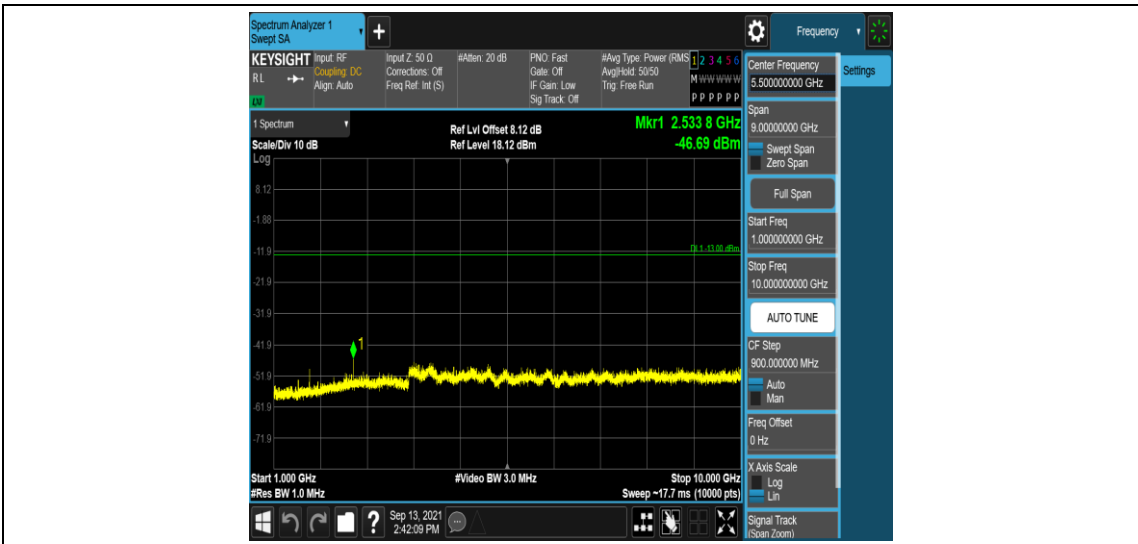 Spectrum Analyzer 1
Swept SA
+
Frequency
KEYSIGHT
RL
LXI
Input: RF
Coupling: DC
Align: Auto
Input Z: 50 Ω
Corrections: Off
Freq Ref: Int (S)
#Atten: 20 dB
PNO: Fast
Gate: Off
IF Gain: Low
Sig Track: Off
#Avg Type: Power (RMS
Avg|Hold: 50/50
Trig: Free Run
1 2 3 4 5 6
M W W W W W
P P P P P P
Center Frequency
5.500000000 GHz
Settings
Span
9.00000000 GHz
Swept Span
Zero Span
Full Span
Start Freq
1.000000000 GHz
Stop Freq
10.000000000 GHz
AUTO TUNE
CF Step
900.000000 MHz
Auto
Man
Freq Offset
0 Hz
X Axis Scale
Log
Lin
Signal Track
(Span Zoom)
1 Spectrum
Scale/Div 10 dB
Log
Ref Lvl Offset 8.12 dB
Ref Level 18.12 dBm
Mkr1 2.533 8 GHz
-46.69 dBm
8.12
-1.88
-11.9
DL1 -13.00 dBm
-21.9
-31.9
-41.9
1
-51.9
-61.9
-71.9
Start 1.000 GHz
#Res BW 1.0 MHz
#Video BW 3.0 MHz
Stop 10.000 GHz
Sweep ~17.7 ms (10000 pts)
?
Sep 13, 2021
2:42:09 PM